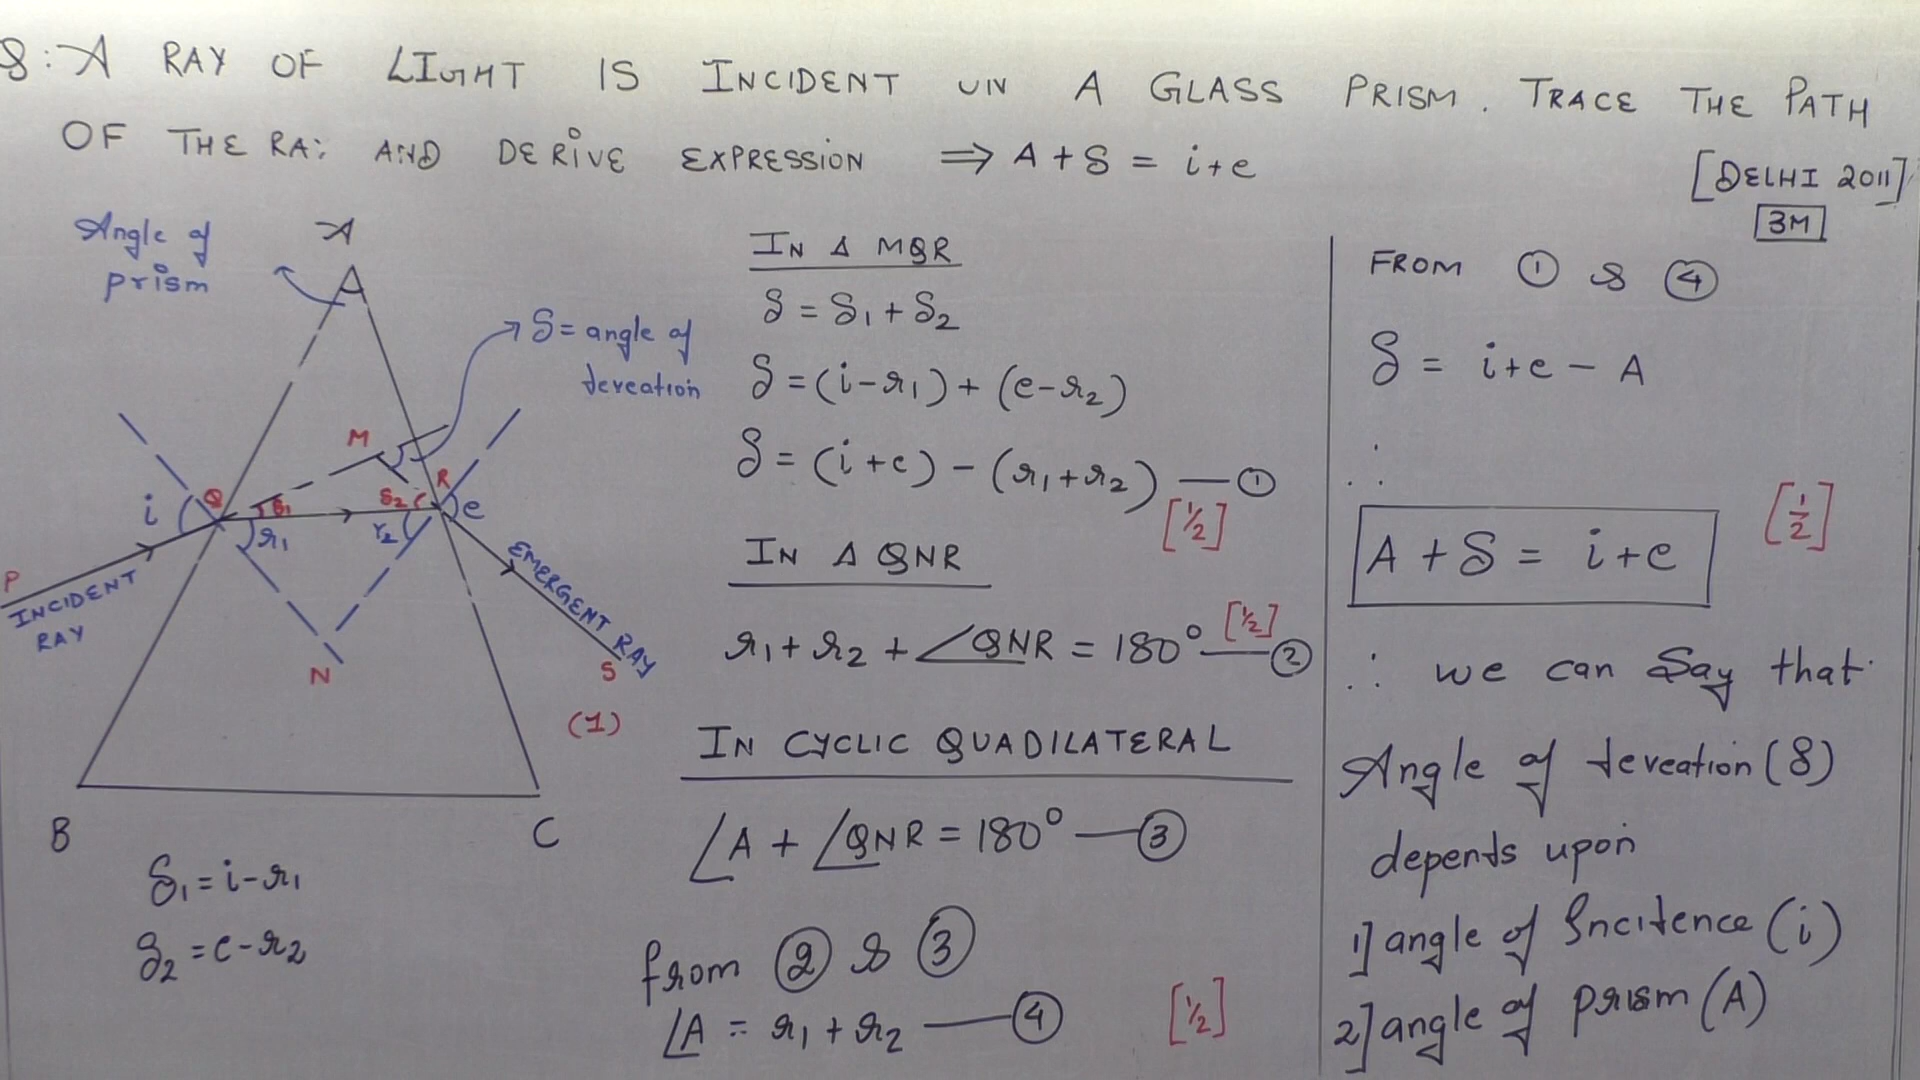 Q: A RAY OF LIGHT IS INCIDENT ON A GLASS PRISM. TRACE THE PATH
OF THE RAY AND DERIVE EXPRESSION ⇒ A + δ = i + e
[DELHI 2011]
3M
Angle of
prism
A
δ = angle of
deveation
M
Q
δ₁
δ₂
R
i
r₁
r₂
e
P
INCIDENT
RAY
EMERGENT RAY
S
N
(1)
B
C
δ₁ = i - r₁
δ₂ = e - r₂
IN Δ MQR
δ = δ₁ + δ₂
δ = (i - r₁) + (e - r₂)
δ = (i + e) - (r₁ + r₂) — ①
[½]
IN Δ QNR
r₁ + r₂ + ∠QNR = 180° — ②
[½]
IN CYCLIC QUADILATERAL
∠A + ∠QNR = 180° — ③
from ② & ③
∠A = r₁ + r₂ — ④
[½]
FROM ① & ④
δ = i + e - A
∴
A + δ = i + e
[½]
∴ we can say that
Angle of deveation (δ)
depends upon
1] angle of Incidence (i)
2] angle of prism (A)